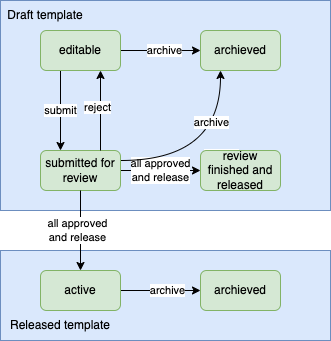 Draft template
editable
archive
archieved
submit
reject
archive
submitted for
review
all approved
and release
review
finished and
released
all approved
and release
active
archive
archieved
Released template